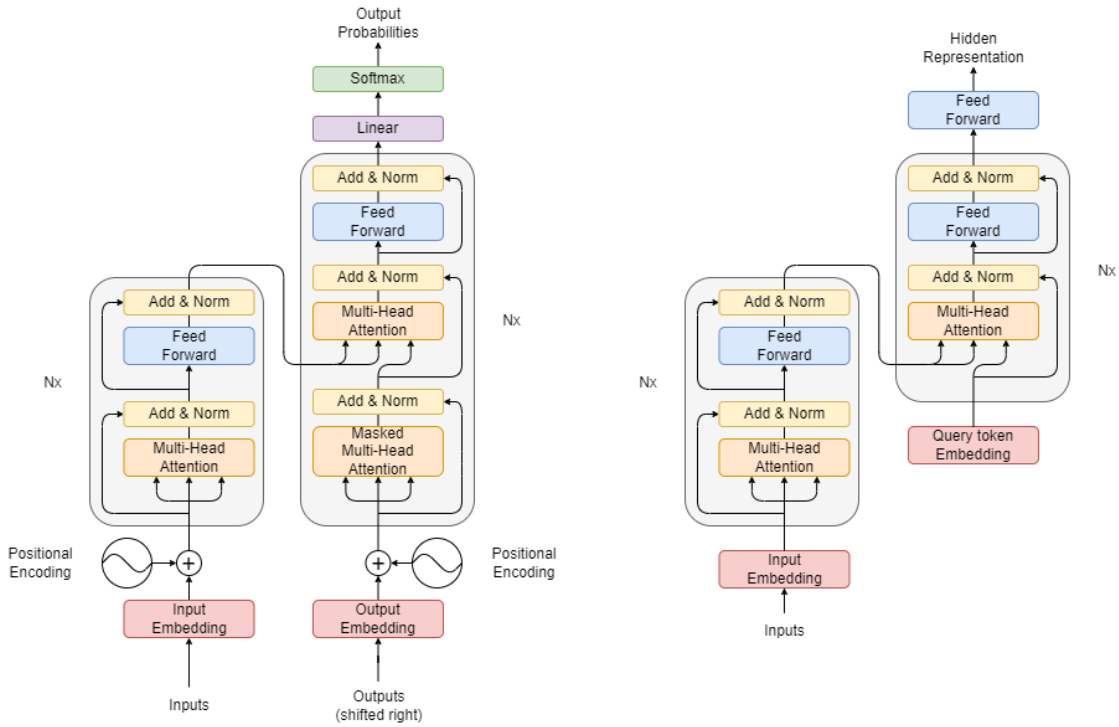 Output
Probabilities
Softmax
Linear
Add & Norm
Feed
Forward
Add & Norm
Multi-Head
Attention
Nx
Add & Norm
Masked
Multi-Head
Attention
Add & Norm
Feed
Forward
Nx
Add & Norm
Multi-Head
Attention
Positional
Encoding
+
+
Positional
Encoding
Input
Embedding
Output
Embedding
Inputs
Outputs
(shifted right)
Hidden
Representation
Feed
Forward
Add & Norm
Feed
Forward
Add & Norm
Multi-Head
Attention
Nx
Query token
Embedding
Add & Norm
Feed
Forward
Nx
Add & Norm
Multi-Head
Attention
Input
Embedding
Inputs